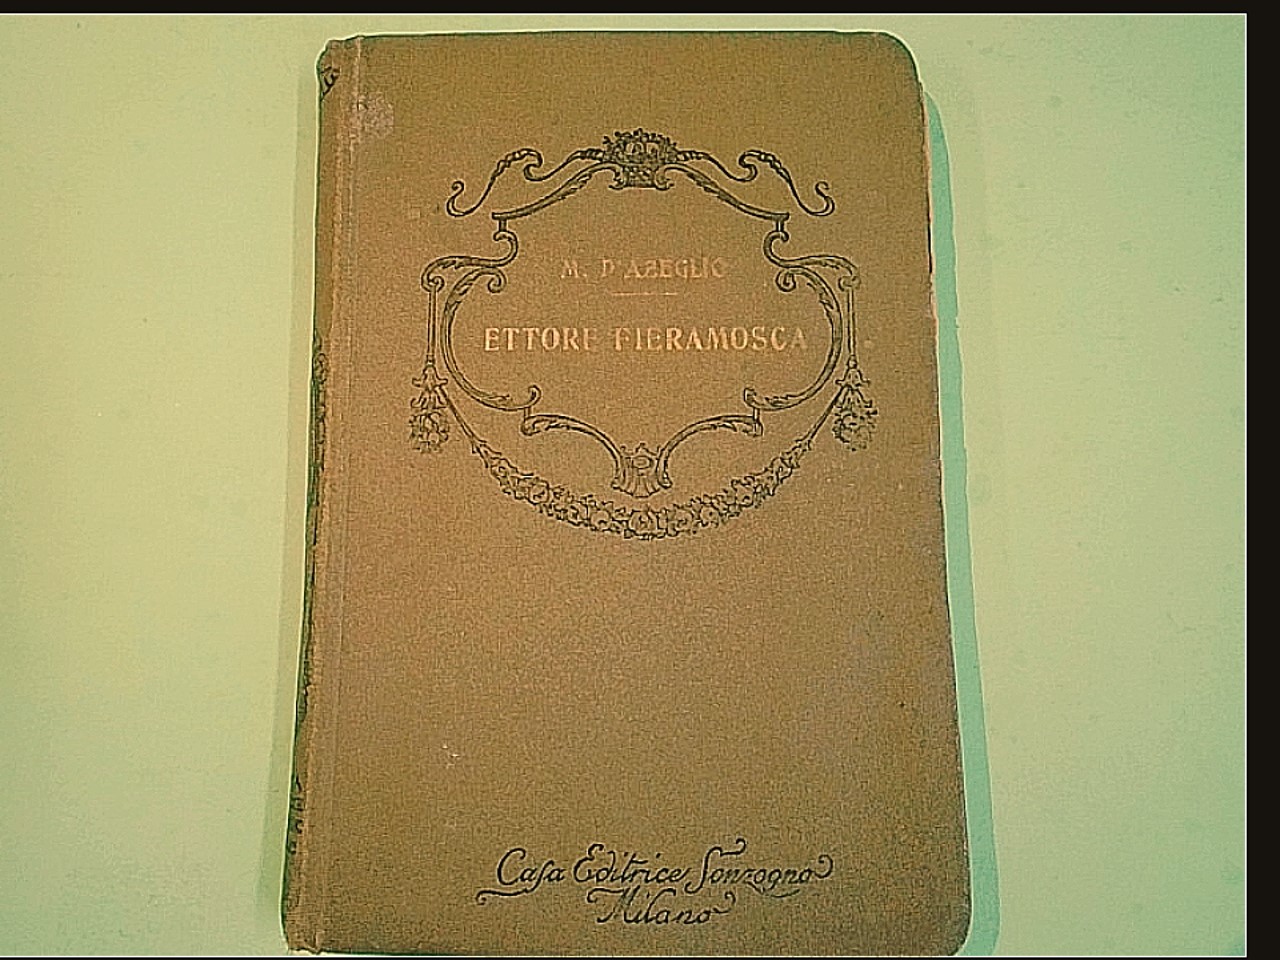 M. D'AZEGLIO
ETTORE FIERAMOSCA
Casa Editrice Sonzogno
Milano